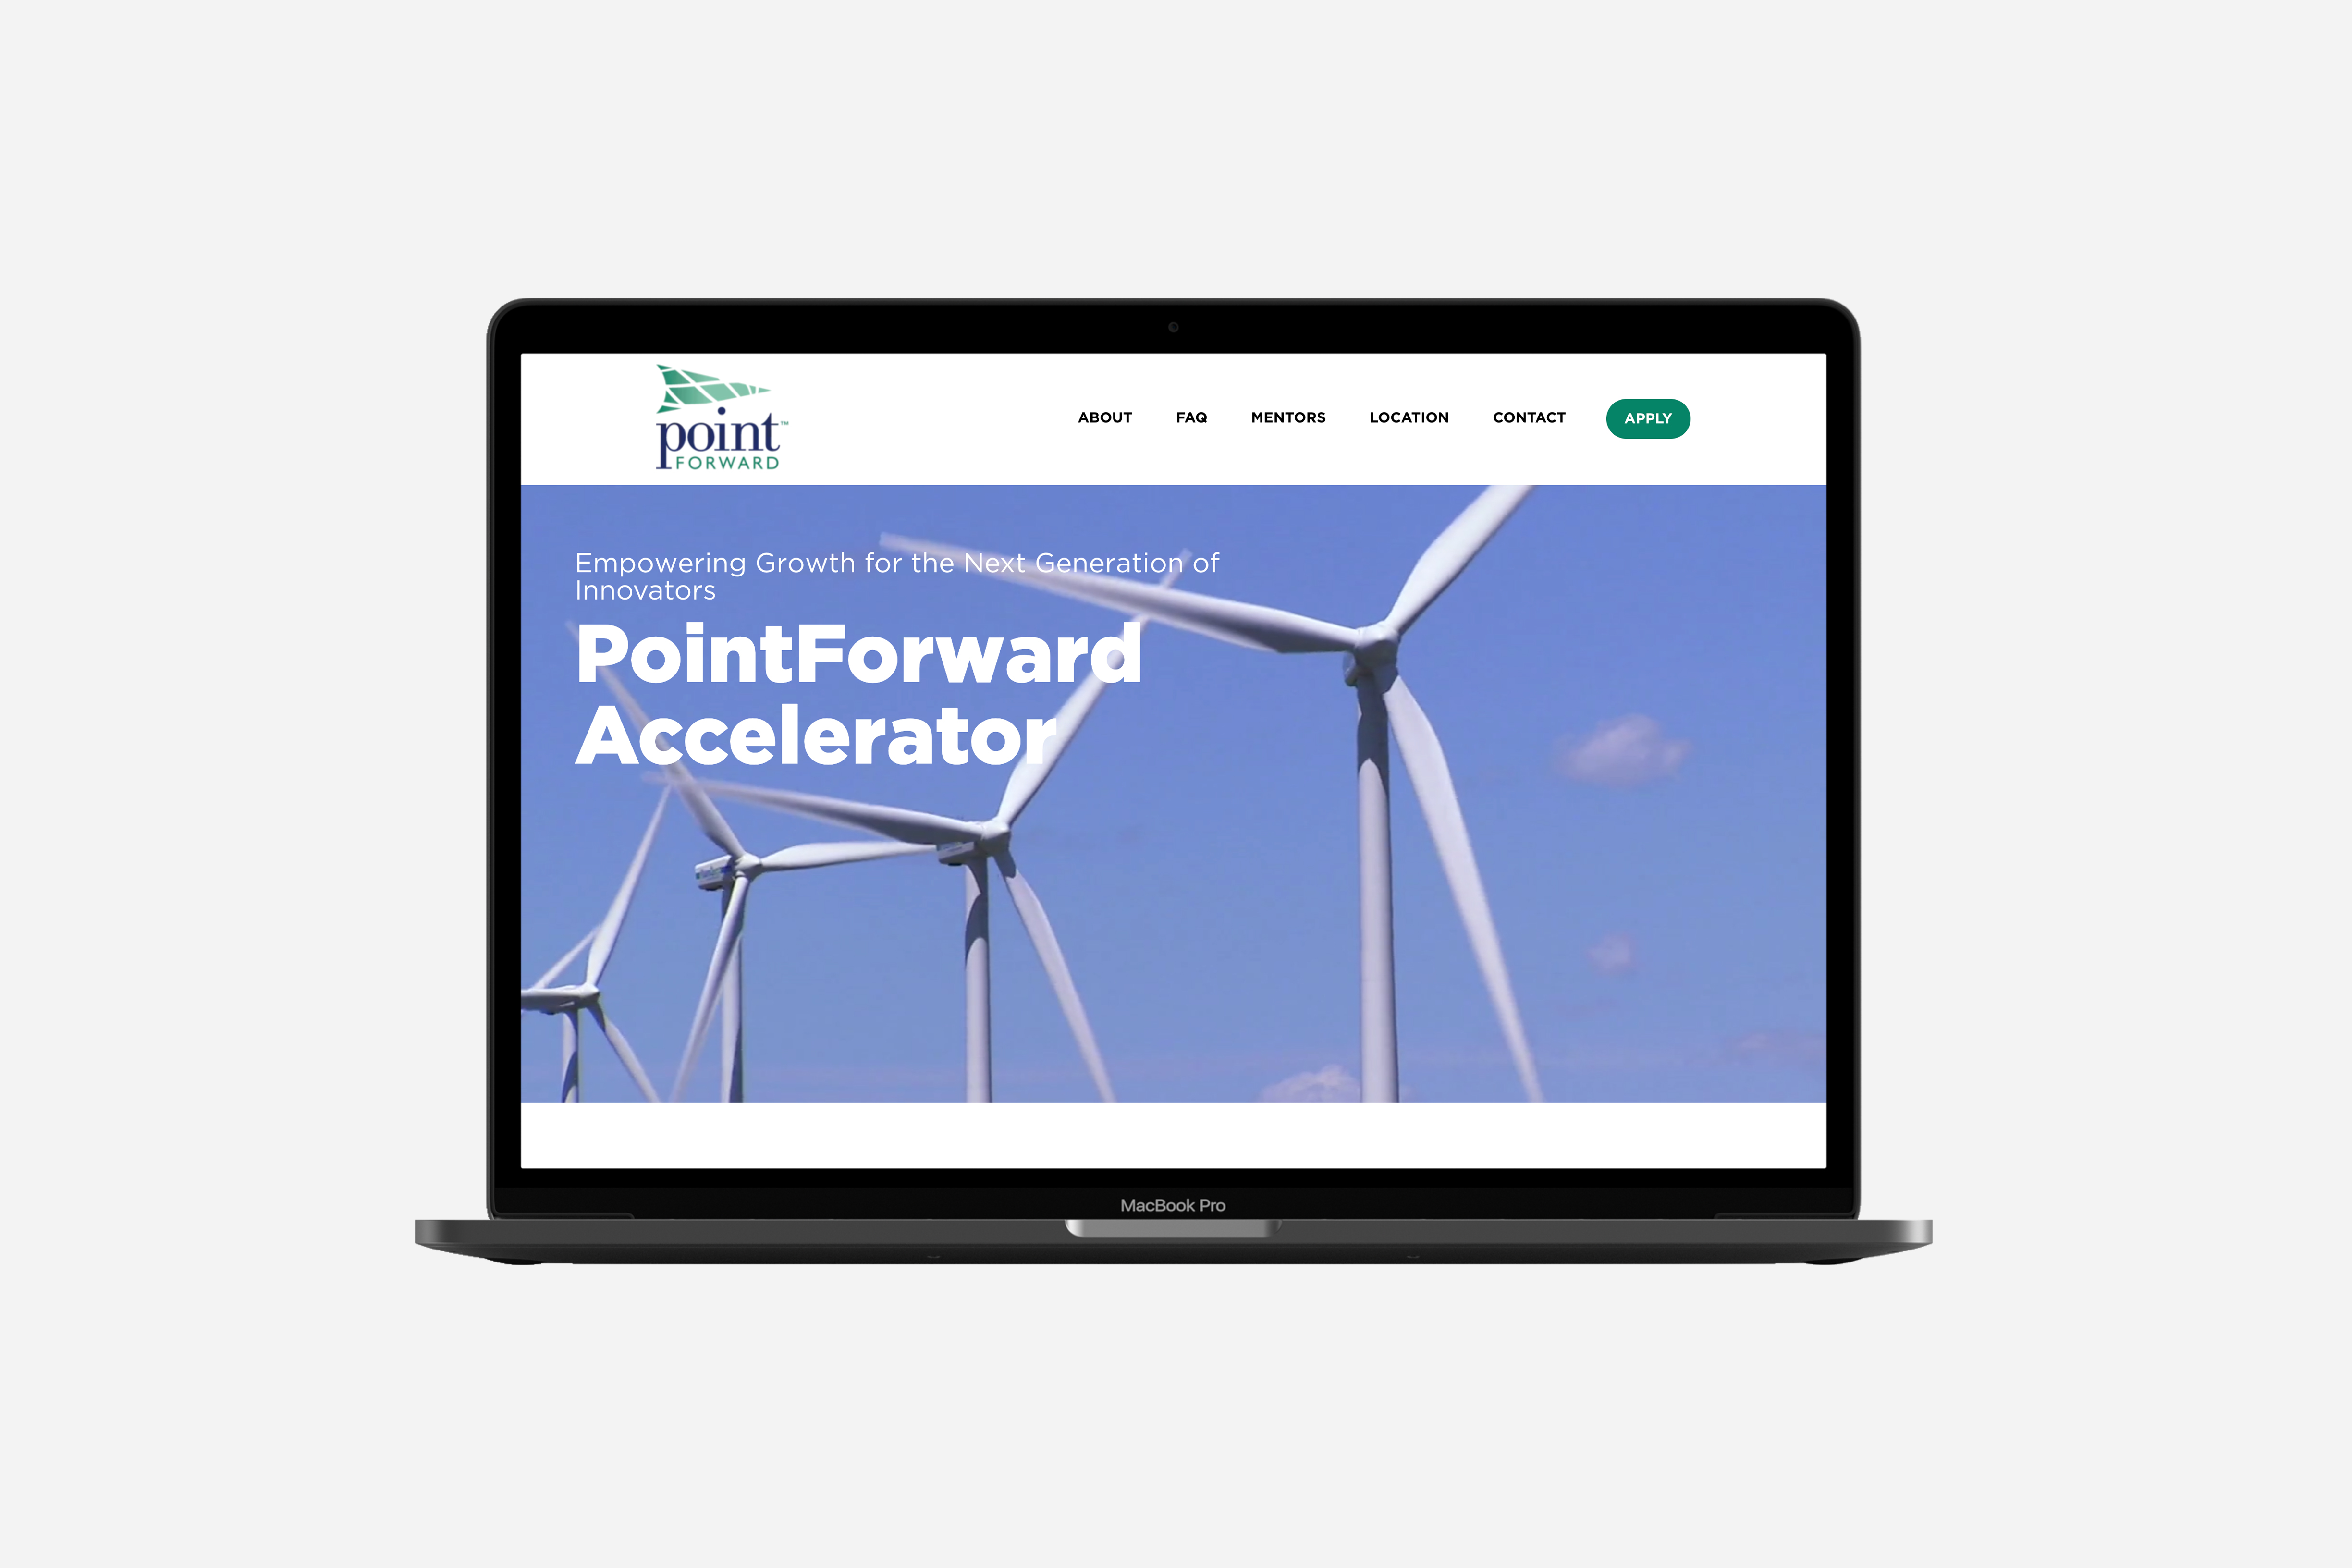 point™
FORWARD
ABOUT FAQ MENTORS LOCATION CONTACT APPLY
Empowering Growth for the Next Generation of
Innovators
PointForward
Accelerator
MacBook Pro